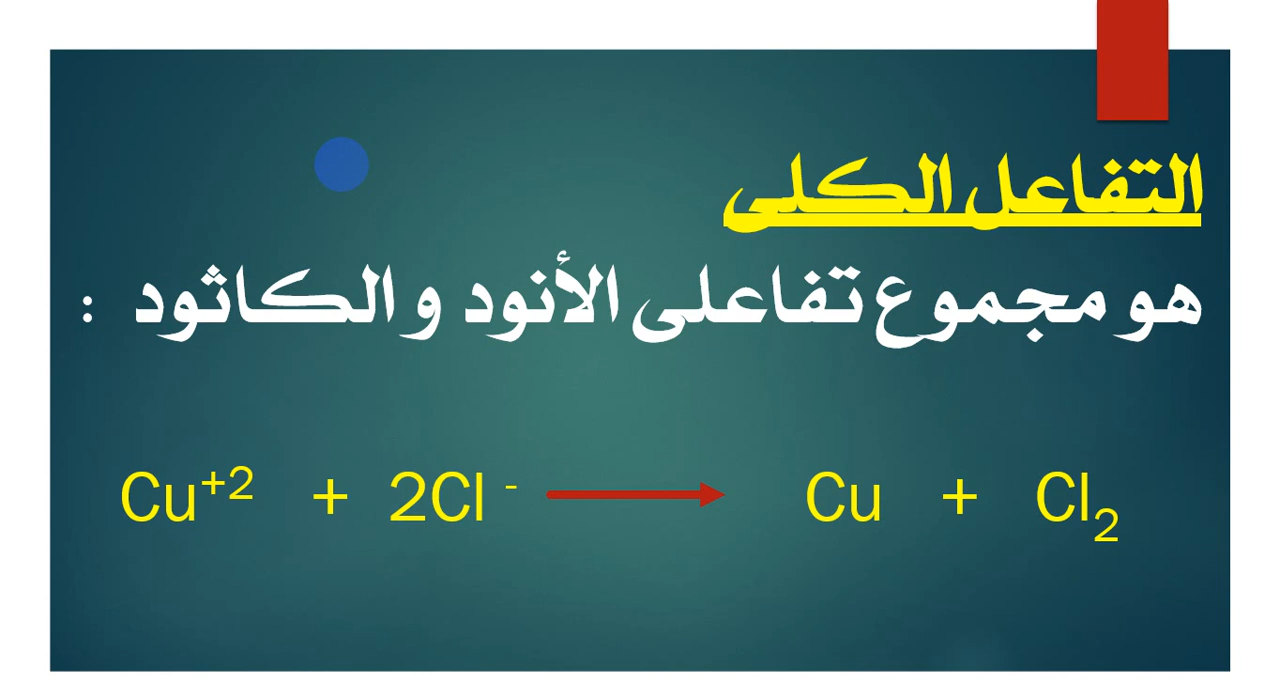 التفاعل الكلى
هو مجموع تفاعلى الأنود و الكاثود :
Cu⁺² + 2Cl ⁻ → Cu + Cl₂